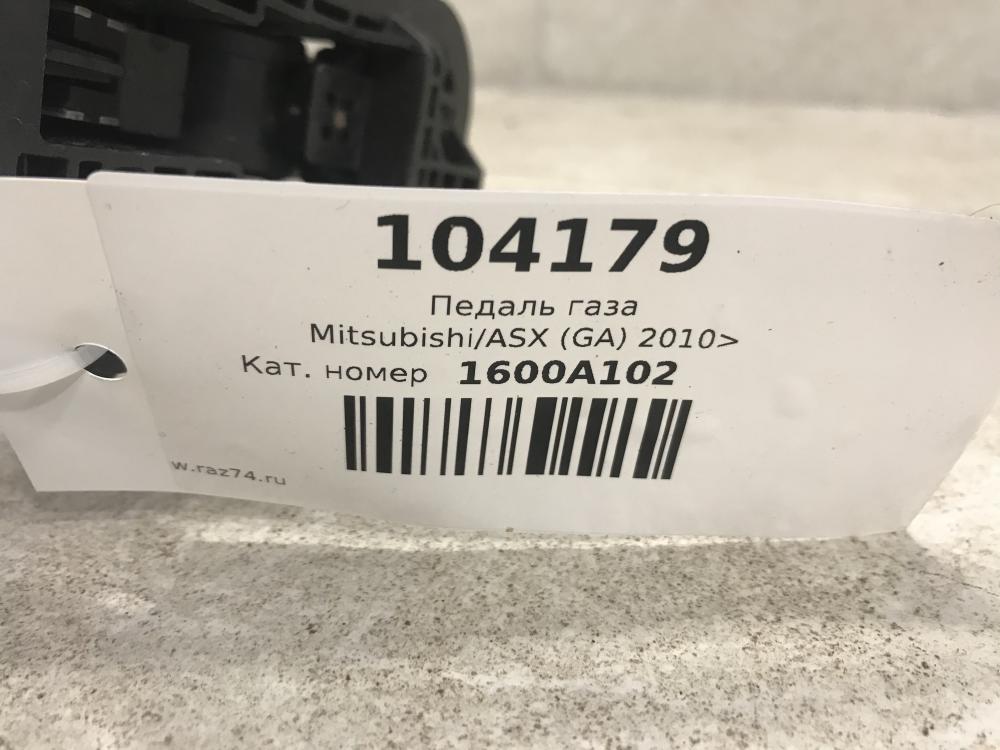 104179
Педаль газа
Mitsubishi/ASX (GA) 2010>
Кат. номер 1600A102
w.raz74.ru